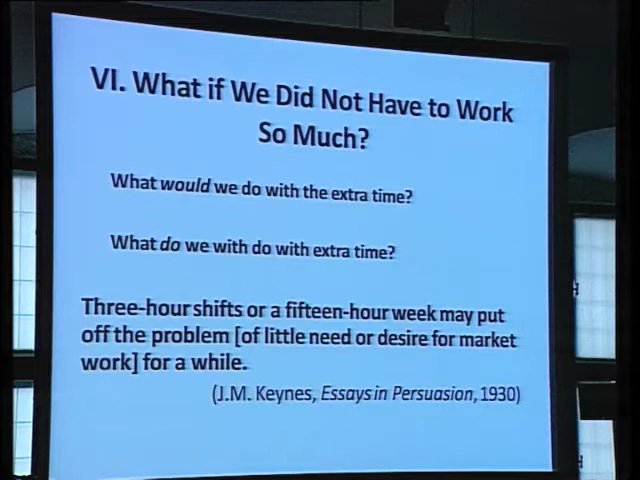 VI. What if We Did Not Have to Work
So Much?
What would we do with the extra time?
What do we with do with extra time?
Three-hour shifts or a fifteen-hour week may put
off the problem [of little need or desire for market
work] for a while.
(J.M. Keynes, Essays in Persuasion, 1930)